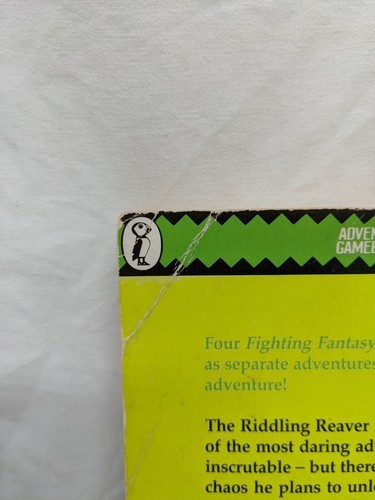 ADVEN
GAMEB
Four Fighting Fantasy
as separate adventures
adventure!
The Riddling Reaver
of the most daring ad
inscrutable – but there
chaos he plans to unl